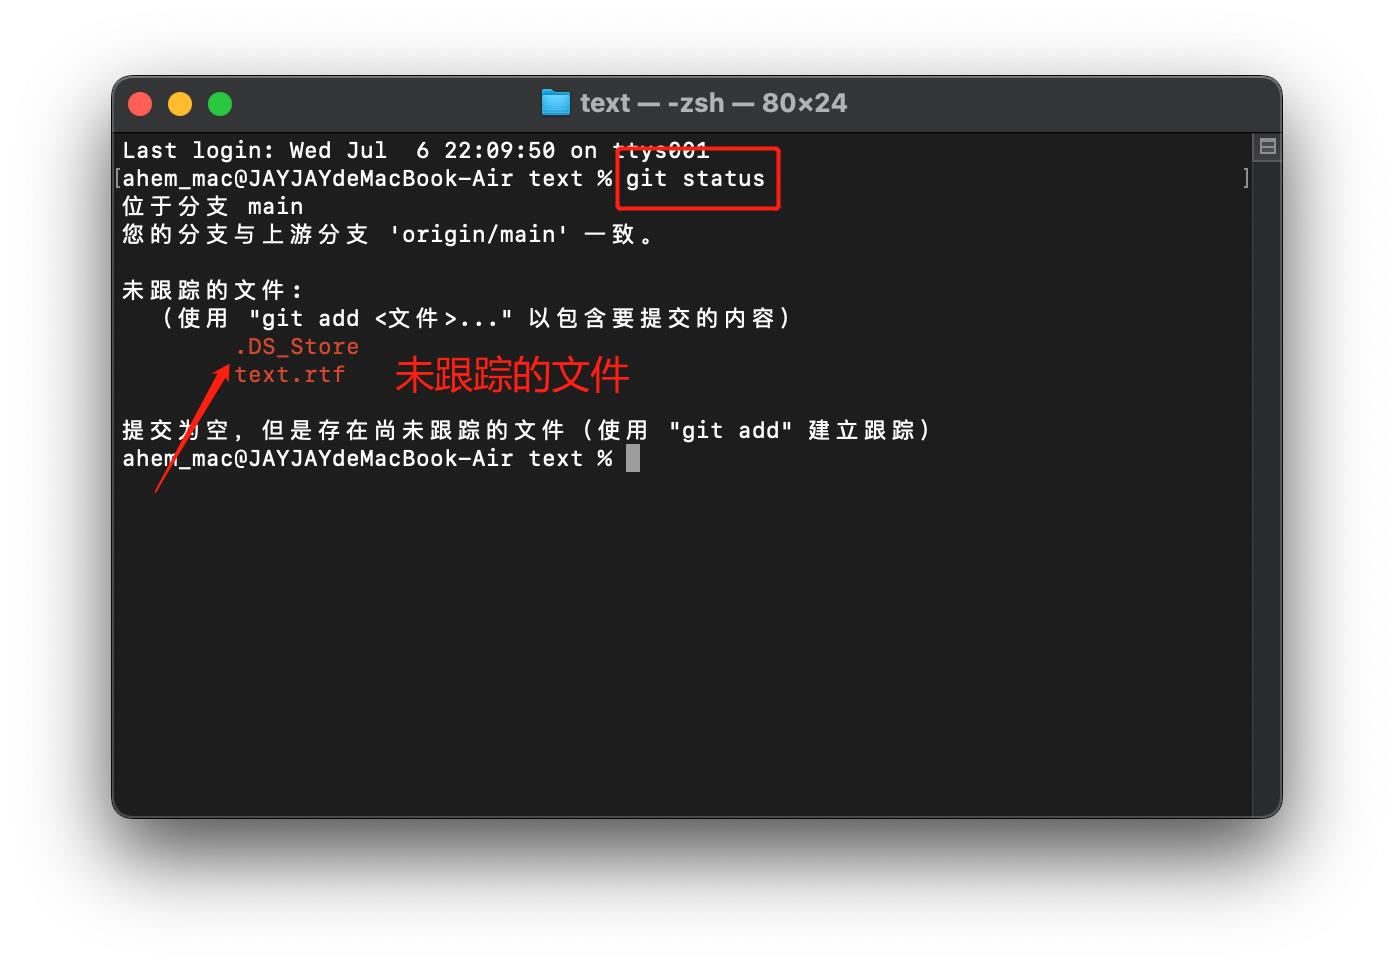 text — -zsh — 80×24
Last login: Wed Jul  6 22:09:50 on ttys001
[ahem_mac@JAYJAYdeMacBook-Air text % git status ]
位于分支 main
您的分支与上游分支 'origin/main' 一致。
未跟踪的文件:
（使用 "git add <文件>..." 以包含要提交的内容）
.DS_Store
text.rtf
未跟踪的文件
提交为空，但是存在尚未跟踪的文件（使用 "git add" 建立跟踪）
ahem_mac@JAYJAYdeMacBook-Air text %